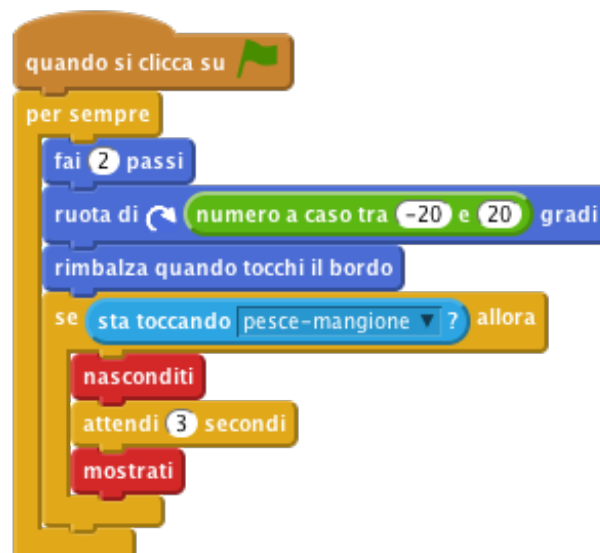 quando si clicca su
per sempre
fai 2 passi
ruota di numero a caso tra -20 e 20 gradi
rimbalza quando tocchi il bordo
se sta toccando pesce-mangione ? allora
nasconditi
attendi 3 secondi
mostrati